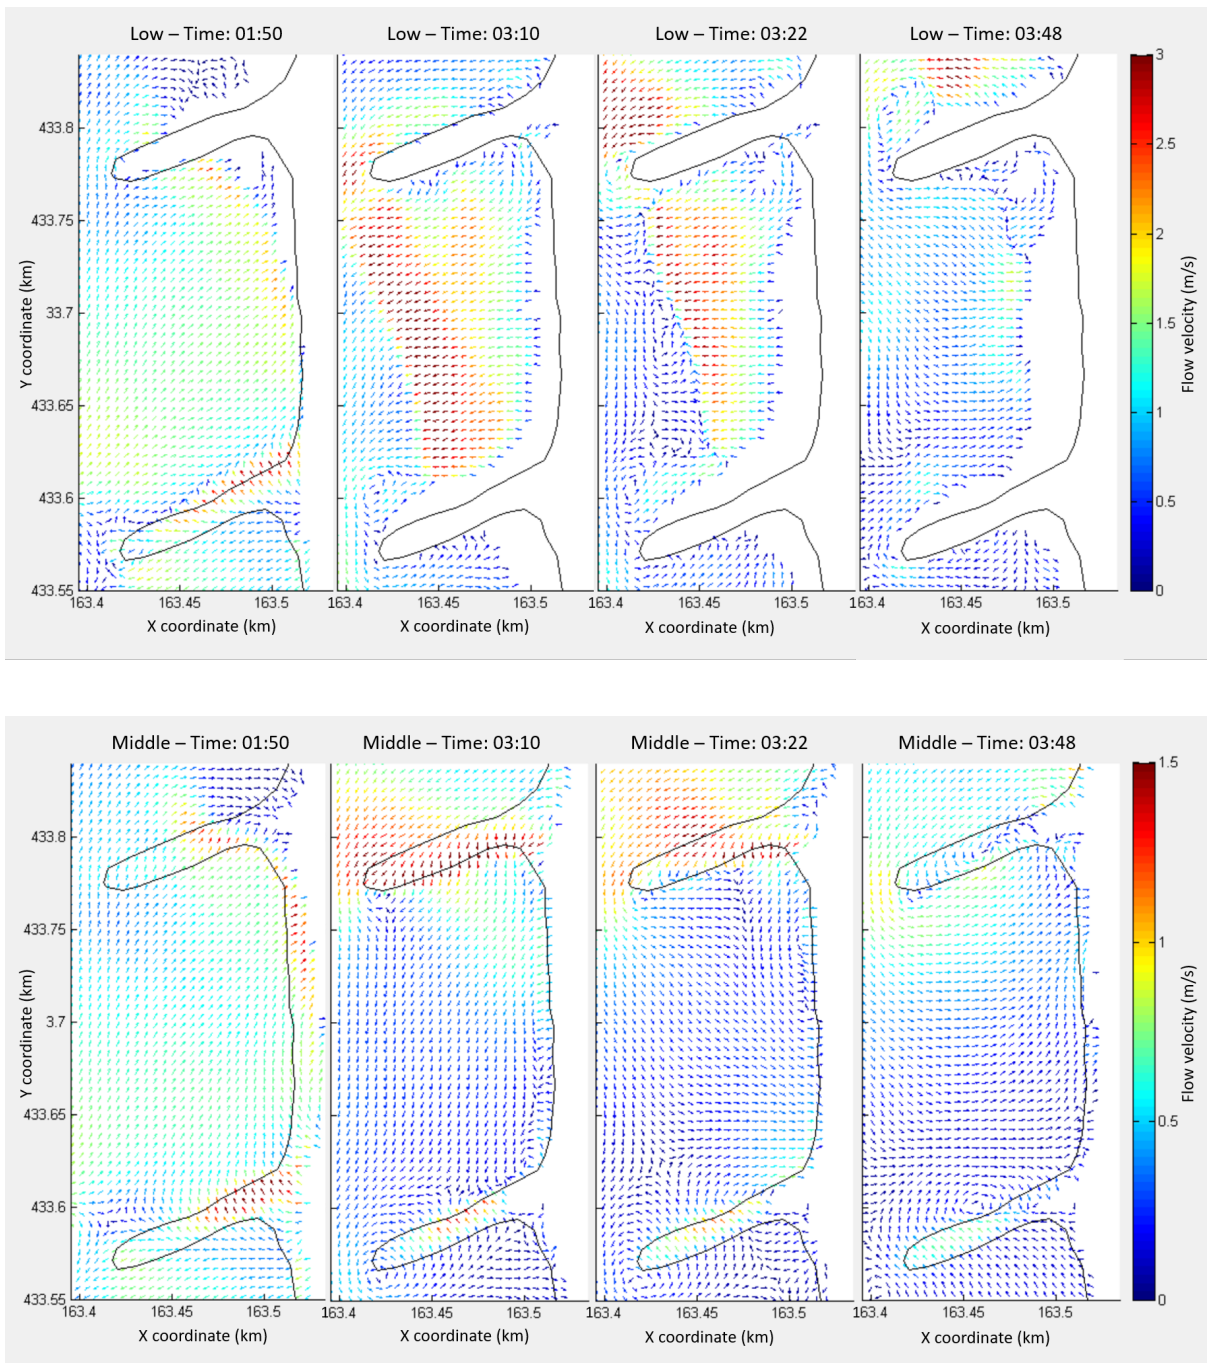 Low – Time: 01:50
Low – Time: 03:10
Low – Time: 03:22
Low – Time: 03:48
Y coordinate (km)
433.8
433.75
433.7
433.65
433.6
433.55
163.4 163.45 163.5
163.4 163.45 163.5
163.4 163.45 163.5
163.4 163.45 163.5
X coordinate (km)
X coordinate (km)
X coordinate (km)
X coordinate (km)
3
2.5
2
1.5
1
0.5
0
Flow velocity (m/s)
Middle – Time: 01:50
Middle – Time: 03:10
Middle – Time: 03:22
Middle – Time: 03:48
Y coordinate (km)
433.8
433.75
3.7
433.65
433.6
433.55
163.4 163.45 163.5
163.4 163.45 163.5
163.4 163.45 163.5
163.4 163.45 163.5
X coordinate (km)
X coordinate (km)
X coordinate (km)
X coordinate (km)
1.5
1
0.5
0
Flow velocity (m/s)